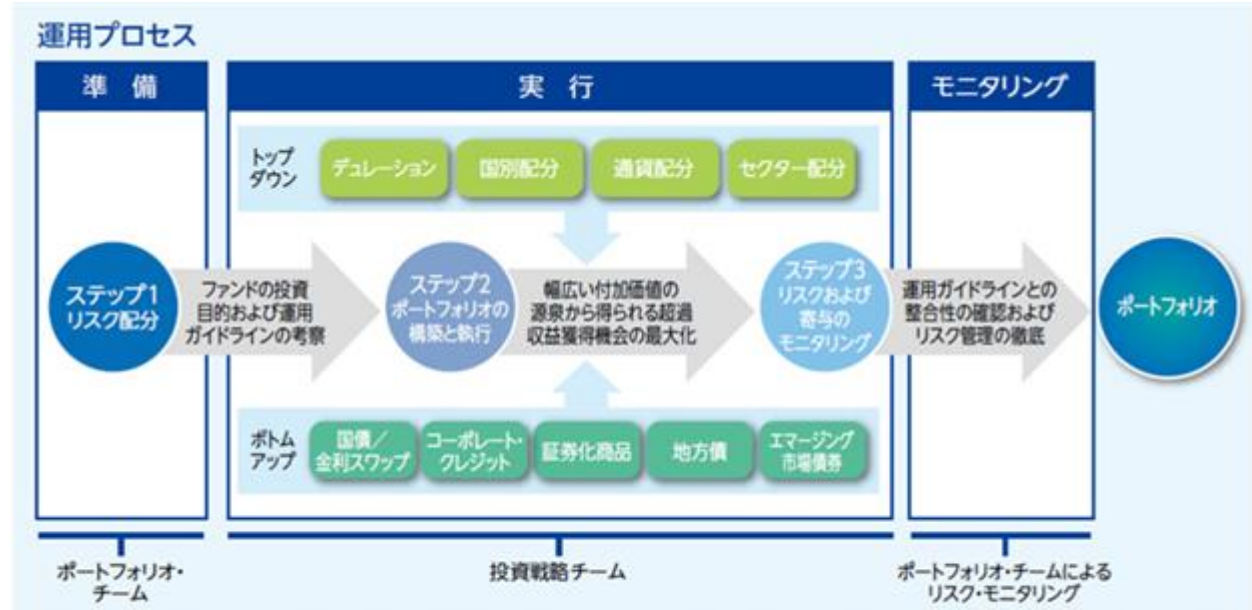 運用プロセス
準 備
実 行
モニタリング
トップ
ダウン
デュレーション
国別配分
通貨配分
セクター配分
ステップ1
リスク配分
ファンドの投資
目的および運用
ガイドラインの考察
ステップ2
ポートフォリオの
構築と執行
幅広い付加価値の
源泉から得られる超過
収益獲得機会の最大化
ステップ3
リスクおよび
寄与の
モニタリング
運用ガイドラインとの
整合性の確認および
リスク管理の徹底
ポートフォリオ
ボトム
アップ
国債／
金利スワップ
コーポレート・
クレジット
証券化商品
地方債
エマージング
市場債券
ポートフォリオ・
チーム
投資戦略チーム
ポートフォリオ・チームによる
リスク・モニタリング